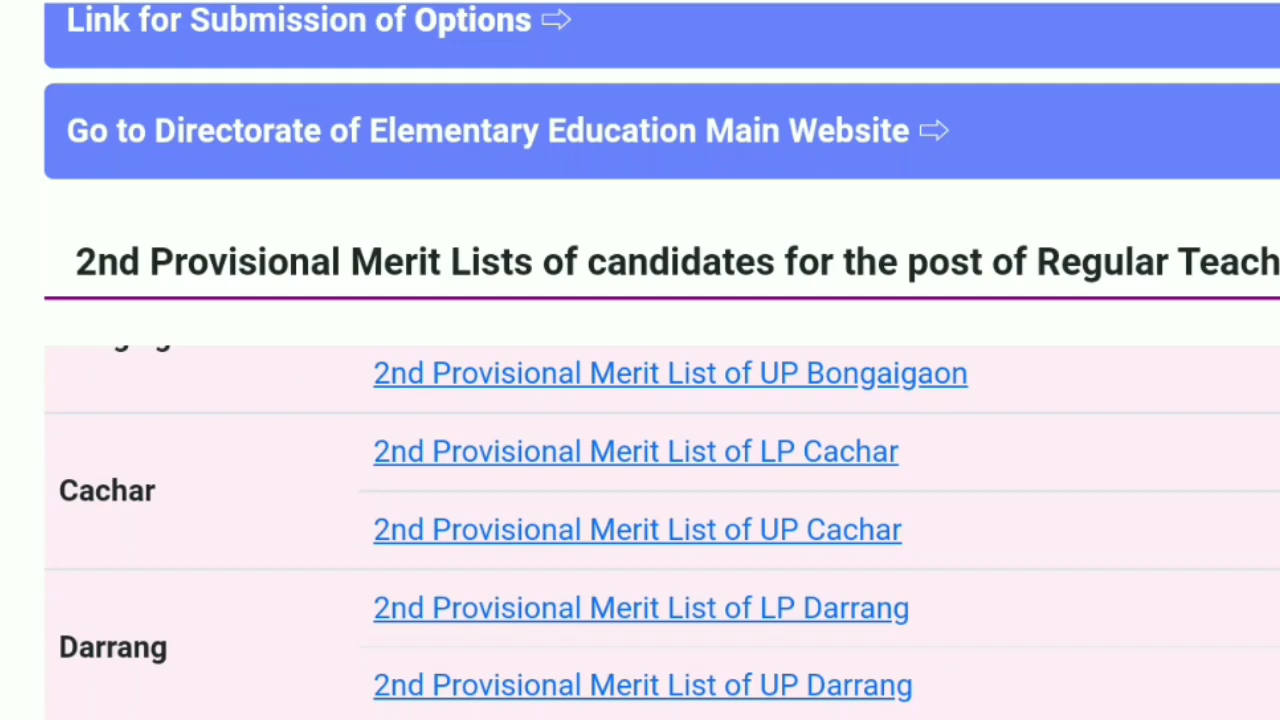 Link for Submission of Options ⇨
Go to Directorate of Elementary Education Main Website ⇨
2nd Provisional Merit Lists of candidates for the post of Regular Teach
2nd Provisional Merit List of UP Bongaigaon
2nd Provisional Merit List of LP Cachar
Cachar
2nd Provisional Merit List of UP Cachar
2nd Provisional Merit List of LP Darrang
Darrang
2nd Provisional Merit List of UP Darrang